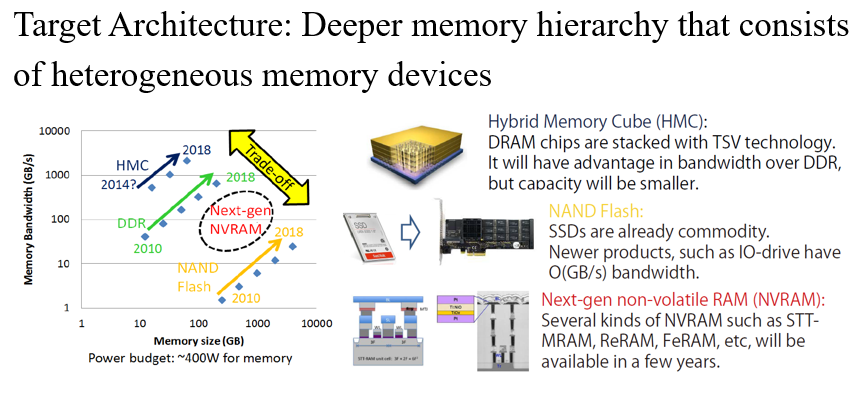 Target Architecture: Deeper memory hierarchy that consists
of heterogeneous memory devices
Memory Bandwidth (GB/s)
10000
1000
100
10
1
1
10
100
1000
10000
HMC
2014?
2018
Trade-off
DDR
2010
2018
Next-gen
NVRAM
2018
NAND
Flash
2010
Memory size (GB)
Power budget: ~400W for memory
Hybrid Memory Cube (HMC):
DRAM chips are stacked with TSV technology.
It will have advantage in bandwidth over DDR,
but capacity will be smaller.
SSD
NAND Flash:
SSDs are already commodity.
Newer products, such as IO-drive have
O(GB/s) bandwidth.
MTJ
Pt
TiOx
Pt
Next-gen non-volatile RAM (NVRAM):
Several kinds of NVRAM such as STT-
MRAM, ReRAM, FeRAM, etc, will be
available in a few years.